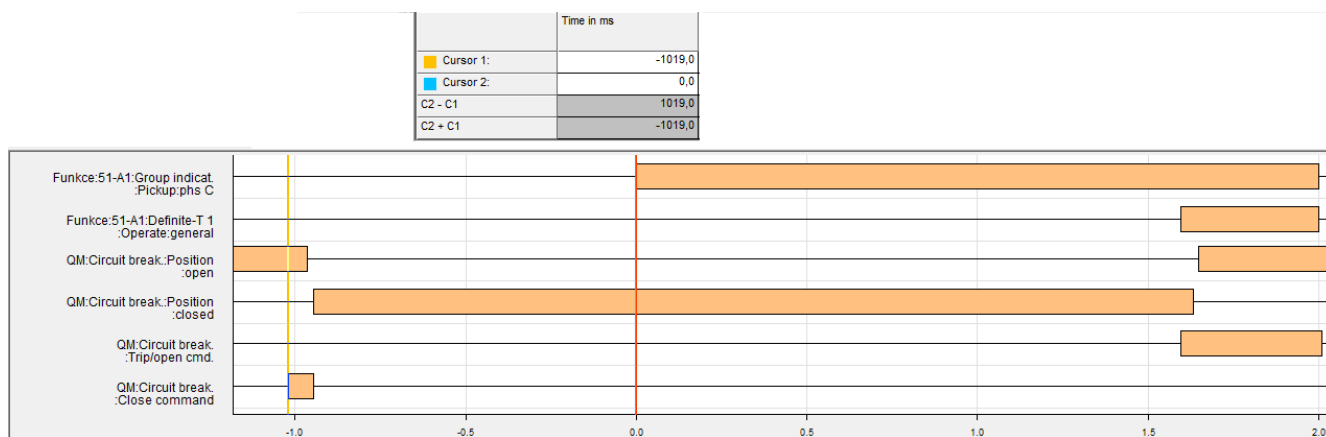 Time in ms
Cursor 1: -1019,0
Cursor 2: 0,0
C2 - C1 1019,0
C2 + C1 -1019,0
Funkce:51-A1:Group indicat.
:Pickup:phs C
Funkce:51-A1:Definite-T 1
:Operate:general
QM:Circuit break.:Position
:open
QM:Circuit break.:Position
:closed
QM:Circuit break.
:Trip/open cmd.
QM:Circuit break.
:Close command
-1.0 -0.5 0.0 0.5 1.0 1.5 2.0